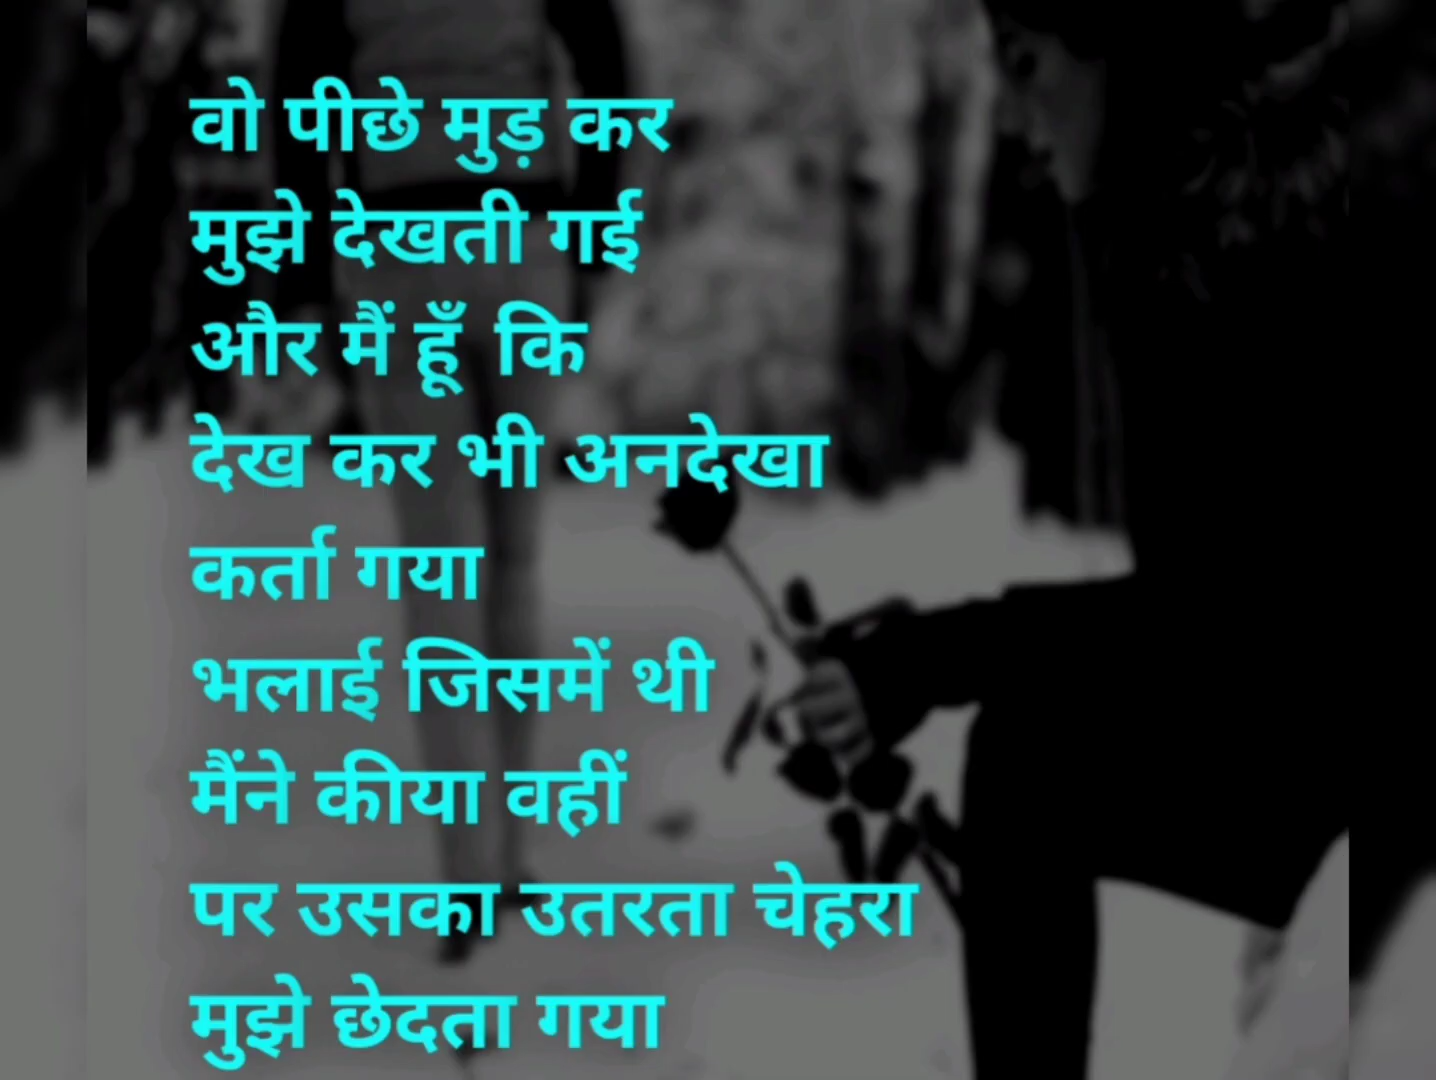 वो पीछे मुड़ कर
मुझे देखती गई
और मैं हूँ कि
देख कर भी अनदेखा
कर्ता गया
भलाई जिसमें थी
मैंने कीया वहीं
पर उसका उतरता चेहरा
मुझे छेदता गया